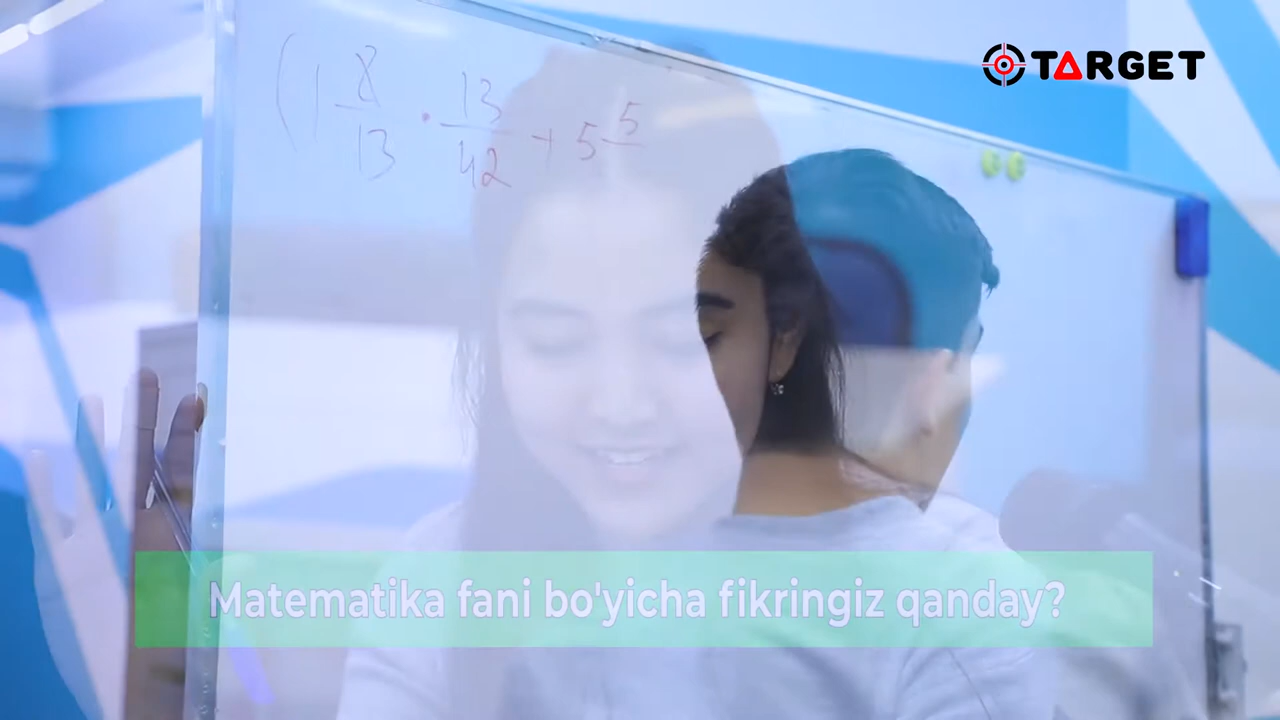 TARGET
(1 8/13 · 13/42 + 5 5/
Matematika fani bo'yicha fikringiz qanday?